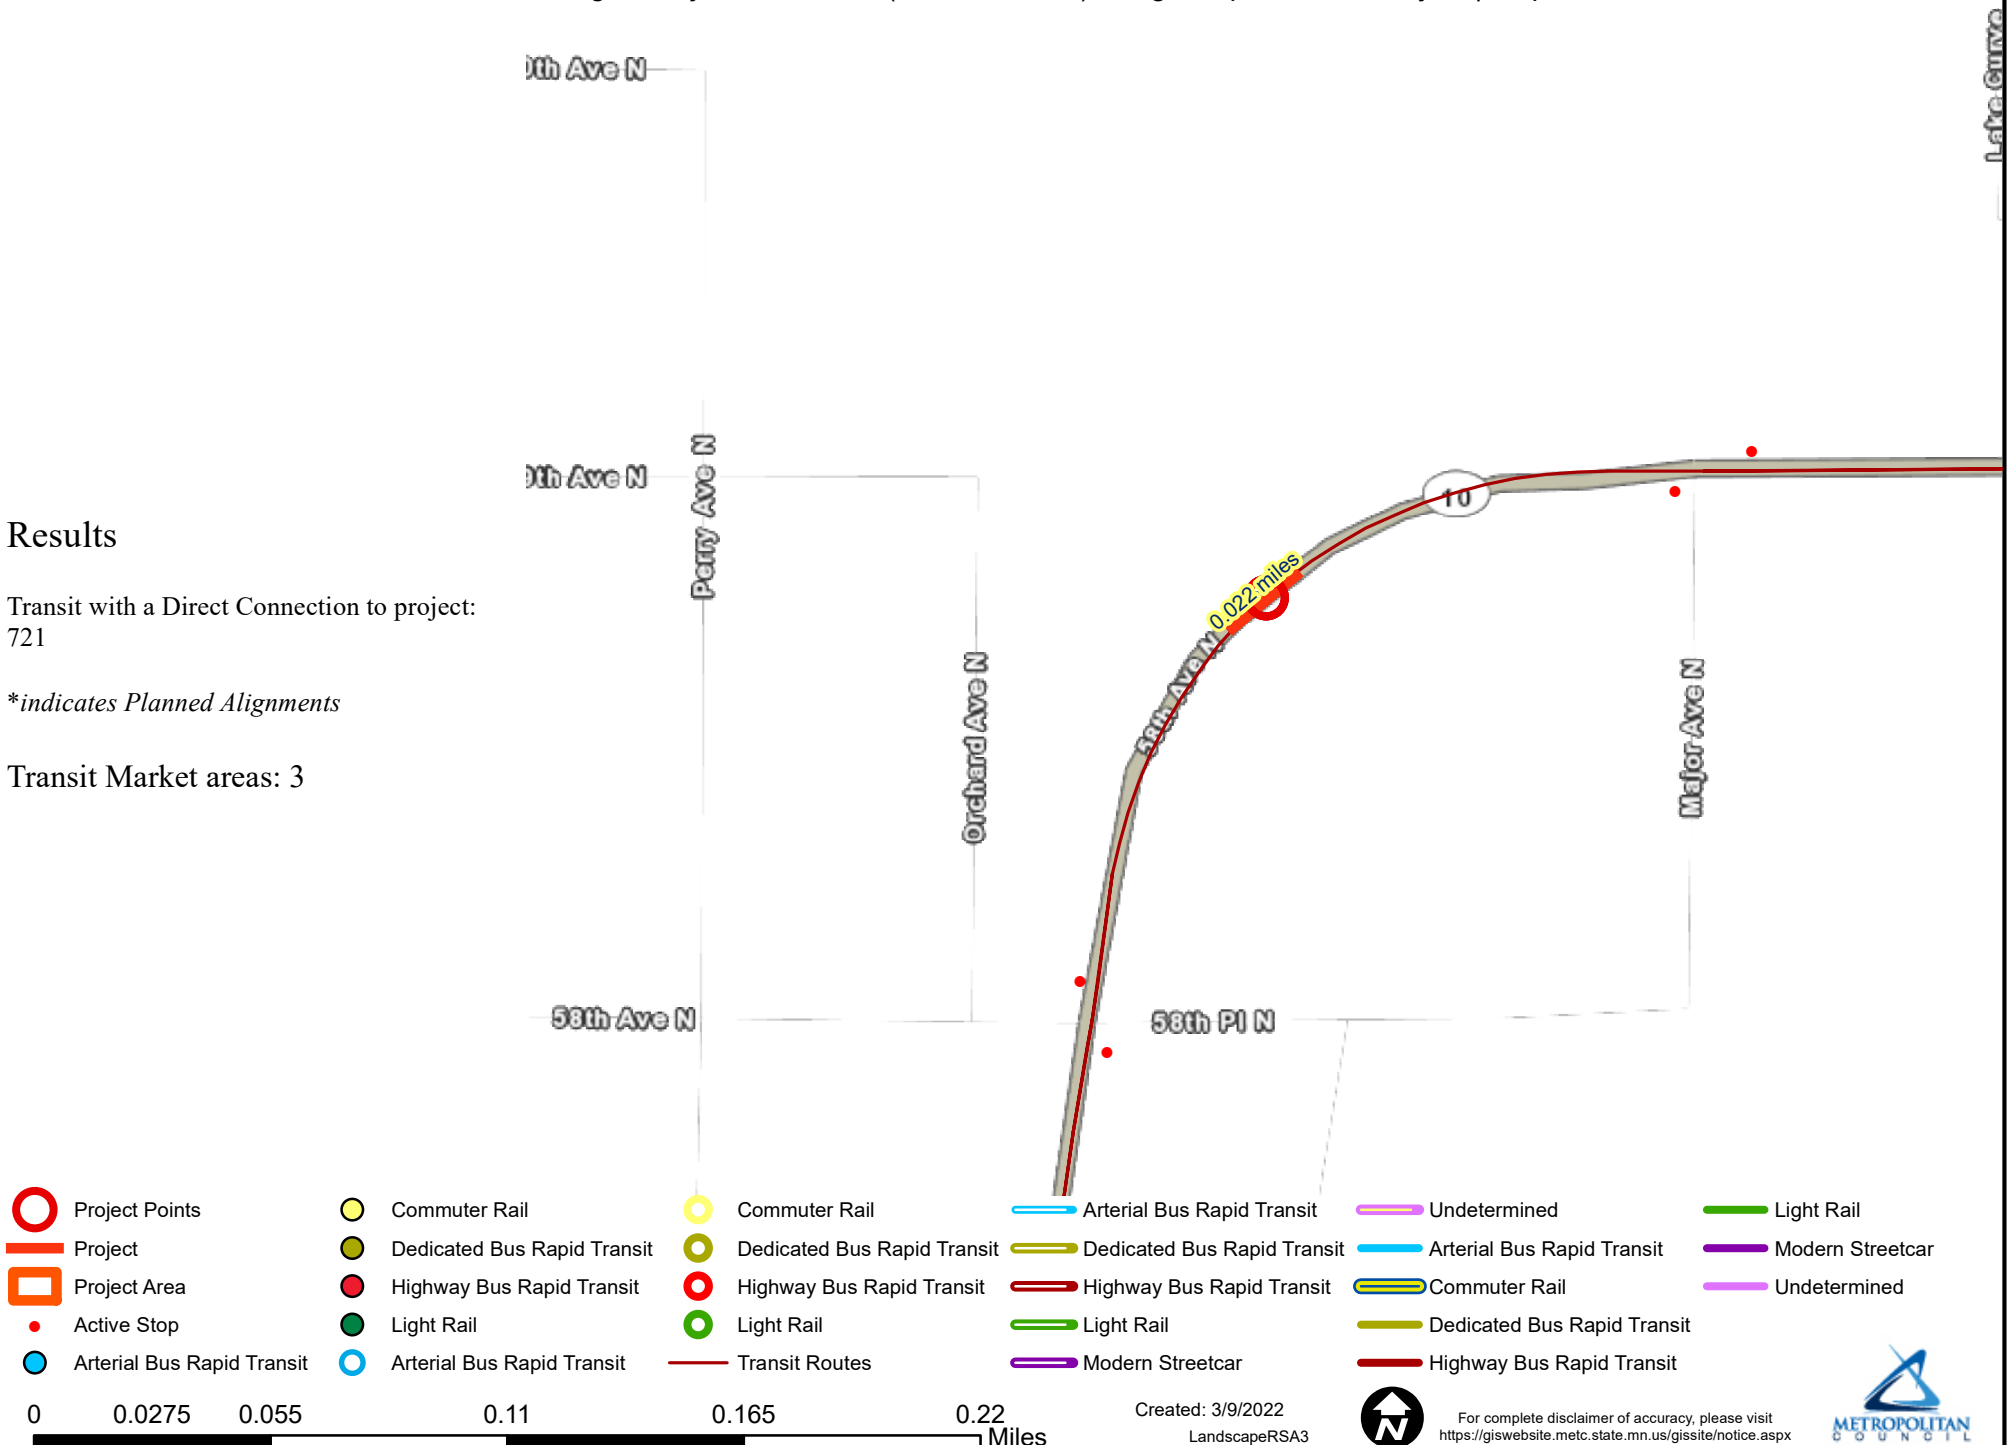 0th Ave N
Lake Curve
9th Ave N
Perry Ave N
10
0.022 miles
58th Ave N
Orchard Ave N
Major Ave N
58th Ave N
58th Pl N
Results
Transit with a Direct Connection to project:
721
*indicates Planned Alignments
Transit Market areas: 3
Project Points
Project
Project Area
Active Stop
Arterial Bus Rapid Transit
Commuter Rail
Dedicated Bus Rapid Transit
Highway Bus Rapid Transit
Light Rail
Arterial Bus Rapid Transit
Commuter Rail
Dedicated Bus Rapid Transit
Highway Bus Rapid Transit
Light Rail
Transit Routes
Arterial Bus Rapid Transit
Dedicated Bus Rapid Transit
Highway Bus Rapid Transit
Light Rail
Modern Streetcar
Undetermined
Arterial Bus Rapid Transit
Commuter Rail
Dedicated Bus Rapid Transit
Highway Bus Rapid Transit
Light Rail
Modern Streetcar
Undetermined
0 0.0275 0.055 0.11 0.165 0.22
Miles
Created: 3/9/2022
LandscapeRSA3
N
For complete disclaimer of accuracy, please visit
https://giswebsite.metc.state.mn.us/gissite/notice.aspx
METROPOLITAN
COUNCIL